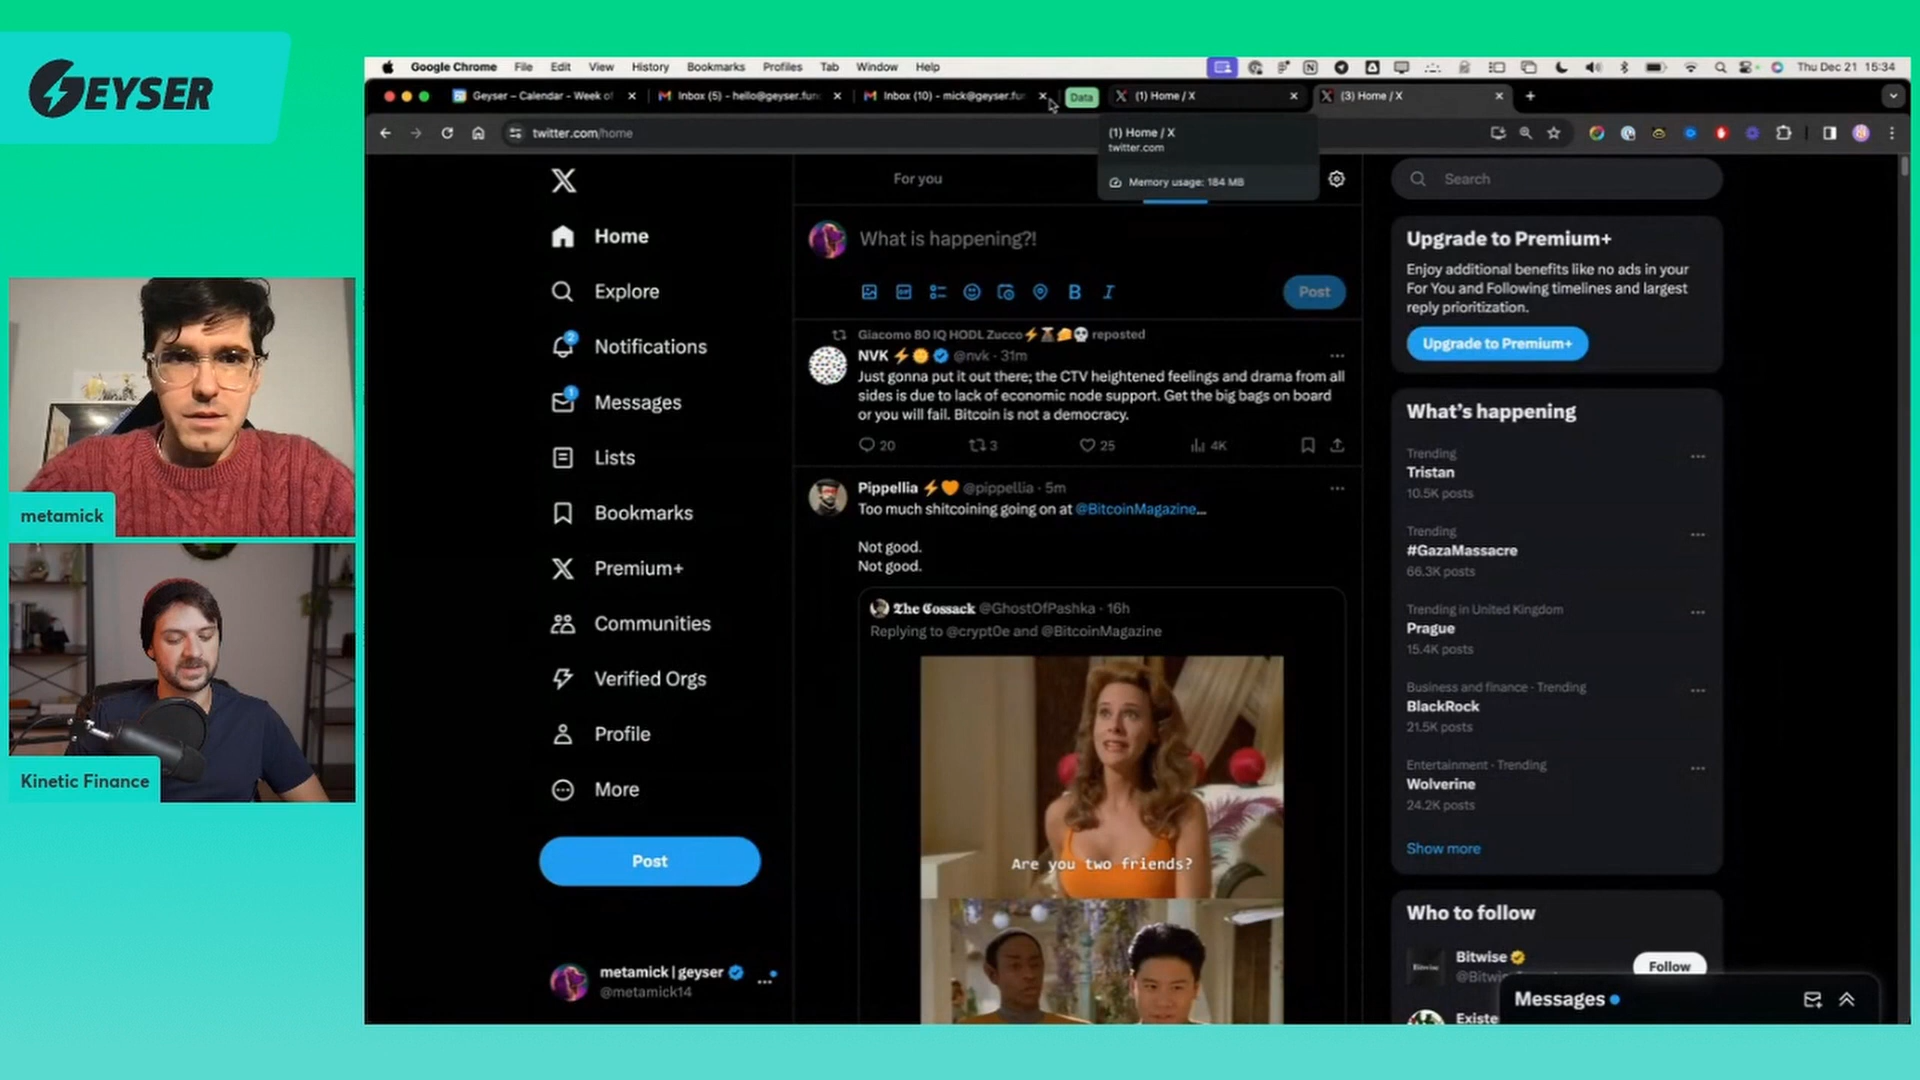 GEYSER
metamick
Kinetic Finance
Google Chrome File Edit View History Bookmarks Profiles Tab Window Help
Thu Dec 21 15:34
Geyser – Calendar – Week of
Inbox (5) - hello@geyser.fun
Inbox (10) - mick@geyser.fun
Data
(1) Home / X
(3) Home / X
twitter.com/home
(1) Home / X
twitter.com
Memory usage: 184 MB
Home
Explore
2
Notifications
1
Messages
Lists
Bookmarks
Premium+
Communities
Verified Orgs
Profile
More
Post
metamick | geyser
@metamick14
For you
What is happening?!
GIF
B I
Post
Giacomo 80 IQ HODL Zucco⚡⌛🧀💀 reposted
NVK ⚡🌞 @nvk · 31m
Just gonna put it out there; the CTV heightened feelings and drama from all
sides is due to lack of economic node support. Get the big bags on board
or you will fail. Bitcoin is not a democracy.
20 3 25 4K
Pippellia ⚡🧡 @pippellia · 5m
Too much shitcoining going on at @BitcoinMagazine...
Not good.
Not good.
The Cossack @GhostOfPashka · 16h
Replying to @crypt0e and @BitcoinMagazine
Are you two friends?
Search
Upgrade to Premium+
Enjoy additional benefits like no ads in your
For You and Following timelines and largest
reply prioritization.
Upgrade to Premium+
What's happening
Trending
Tristan
10.5K posts
Trending
#GazaMassacre
66.3K posts
Trending in United Kingdom
Prague
15.4K posts
Business and finance · Trending
BlackRock
21.5K posts
Entertainment · Trending
Wolverine
24.2K posts
Show more
Who to follow
Bitwise
@Bitwi
Follow
Existe
Messages